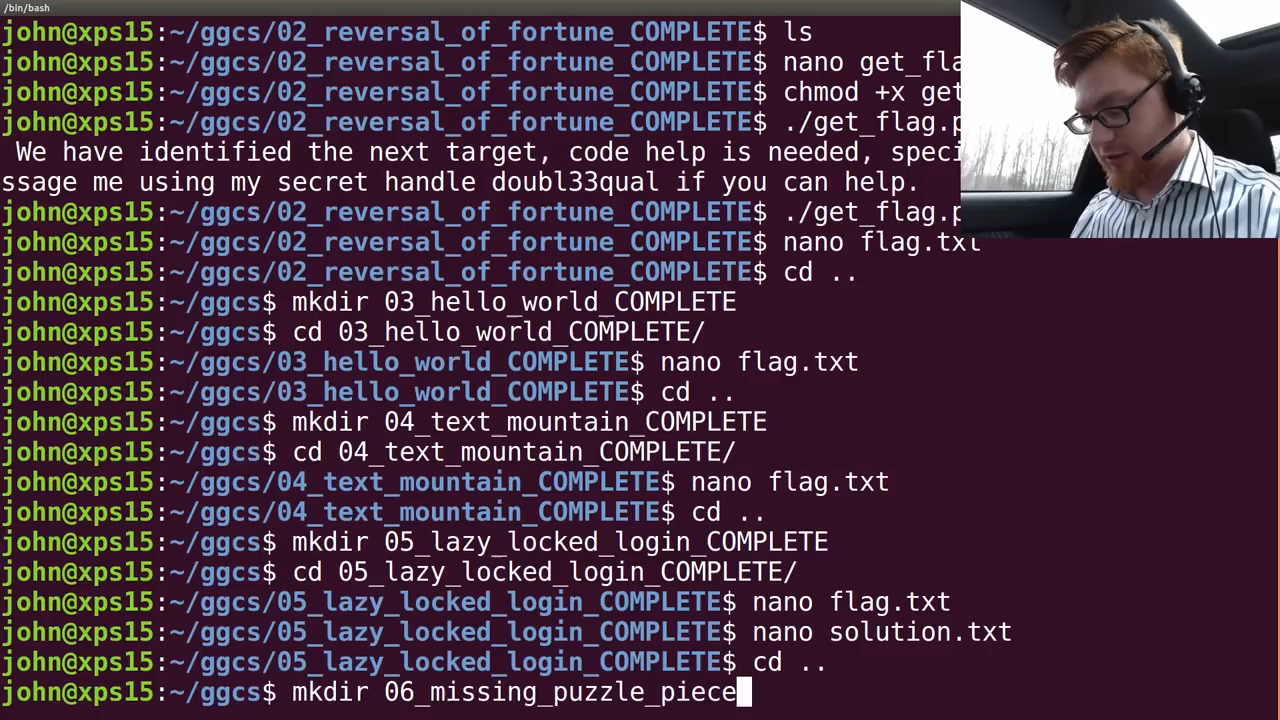 /bin/bash
john@xps15:~/ggcs/02_reversal_of_fortune_COMPLETE$ ls
john@xps15:~/ggcs/02_reversal_of_fortune_COMPLETE$ nano get_fla
john@xps15:~/ggcs/02_reversal_of_fortune_COMPLETE$ chmod +x get
john@xps15:~/ggcs/02_reversal_of_fortune_COMPLETE$ ./get_flag.p
We have identified the next target, code help is needed, speci
ssage me using my secret handle doubl33qual if you can help.
john@xps15:~/ggcs/02_reversal_of_fortune_COMPLETE$ ./get_flag.p
john@xps15:~/ggcs/02_reversal_of_fortune_COMPLETE$ nano flag.txt
john@xps15:~/ggcs/02_reversal_of_fortune_COMPLETE$ cd ..
john@xps15:~/ggcs$ mkdir 03_hello_world_COMPLETE
john@xps15:~/ggcs$ cd 03_hello_world_COMPLETE/
john@xps15:~/ggcs/03_hello_world_COMPLETE$ nano flag.txt
john@xps15:~/ggcs/03_hello_world_COMPLETE$ cd ..
john@xps15:~/ggcs$ mkdir 04_text_mountain_COMPLETE
john@xps15:~/ggcs$ cd 04_text_mountain_COMPLETE/
john@xps15:~/ggcs/04_text_mountain_COMPLETE$ nano flag.txt
john@xps15:~/ggcs/04_text_mountain_COMPLETE$ cd ..
john@xps15:~/ggcs$ mkdir 05_lazy_locked_login_COMPLETE
john@xps15:~/ggcs$ cd 05_lazy_locked_login_COMPLETE/
john@xps15:~/ggcs/05_lazy_locked_login_COMPLETE$ nano flag.txt
john@xps15:~/ggcs/05_lazy_locked_login_COMPLETE$ nano solution.txt
john@xps15:~/ggcs/05_lazy_locked_login_COMPLETE$ cd ..
john@xps15:~/ggcs$ mkdir 06_missing_puzzle_piece